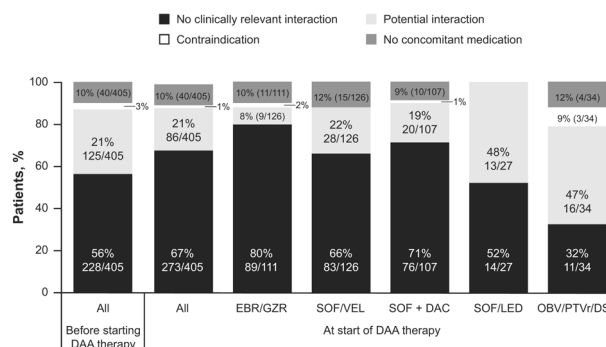 No clinically relevant interaction
Potential interaction
Contraindication
No concomitant medication
Patients, %
100
80
60
40
20
0
10% (40/405)
3%
21%
125/405
56%
228/405
10% (40/405)
1%
21%
86/405
67%
273/405
10% (11/111)
2%
8% (9/126)
80%
89/111
12% (15/126)
22%
28/126
66%
83/126
9% (10/107)
1%
19%
20/107
71%
76/107
48%
13/27
52%
14/27
12% (4/34)
9% (3/34)
47%
16/34
32%
11/34
All
All
EBR/GZR
SOF/VEL
SOF + DAC
SOF/LED
OBV/PTVr/DS
Before starting
DAA therapy
At start of DAA therapy